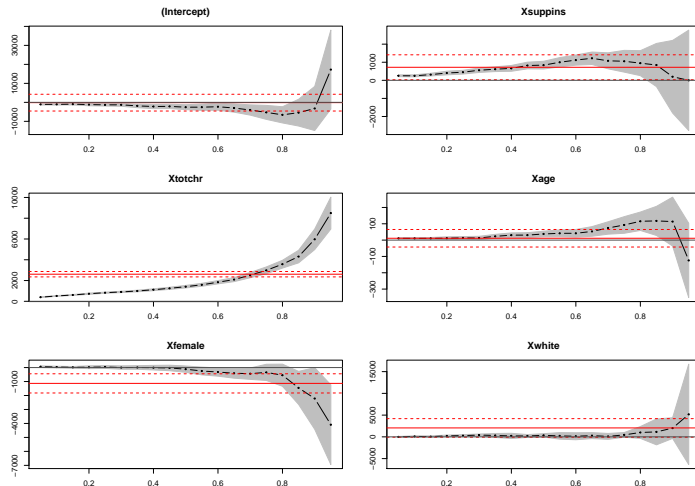 (Intercept)
Xsuppins
30000
10000
−10000
0.2 0.4 0.6 0.8
1000
0
−2000
0.2 0.4 0.6 0.8
Xtotchr
Xage
10000
6000
2000
0
0.2 0.4 0.6 0.8
100
−100
−300
0.2 0.4 0.6 0.8
Xfemale
Xwhite
−1000
−4000
−7000
0.2 0.4 0.6 0.8
15000
5000
0
−5000
0.2 0.4 0.6 0.8